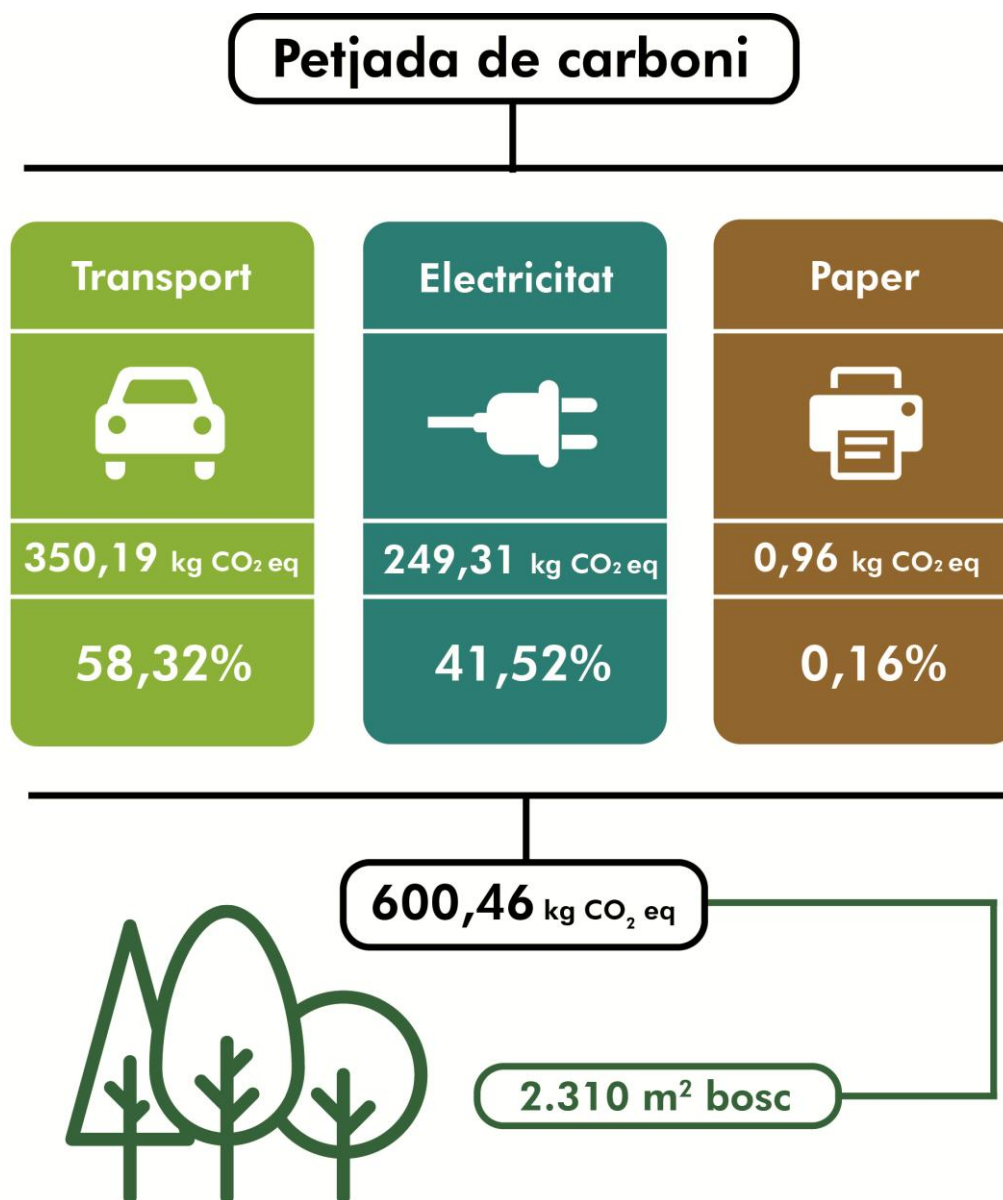 Petjada de carboni
Transport
Electricitat
Paper
350,19 kg CO₂ eq
249,31 kg CO₂ eq
0,96 kg CO₂ eq
58,32%
41,52%
0,16%
600,46 kg CO₂ eq
2.310 m² bosc